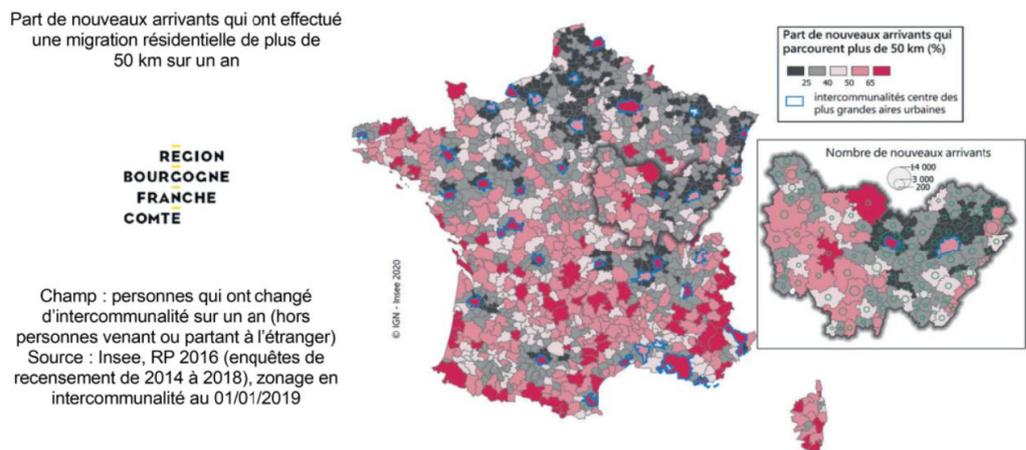 Part de nouveaux arrivants qui ont effectué
une migration résidentielle de plus de
50 km sur un an
REGION
BOURGOGNE
FRANCHE
COMTE
Champ : personnes qui ont changé
d'intercommunalité sur un an (hors
personnes venant ou partant à l'étranger)
Source : Insee, RP 2016 (enquêtes de
recensement de 2014 à 2018), zonage en
intercommunalité au 01/01/2019
© IGN - Insee 2020
Part de nouveaux arrivants qui
parcourent plus de 50 km (%)
25 40 50 65
intercommunalités centre des
plus grandes aires urbaines
Nombre de nouveaux arrivants
14 000
3 000
200